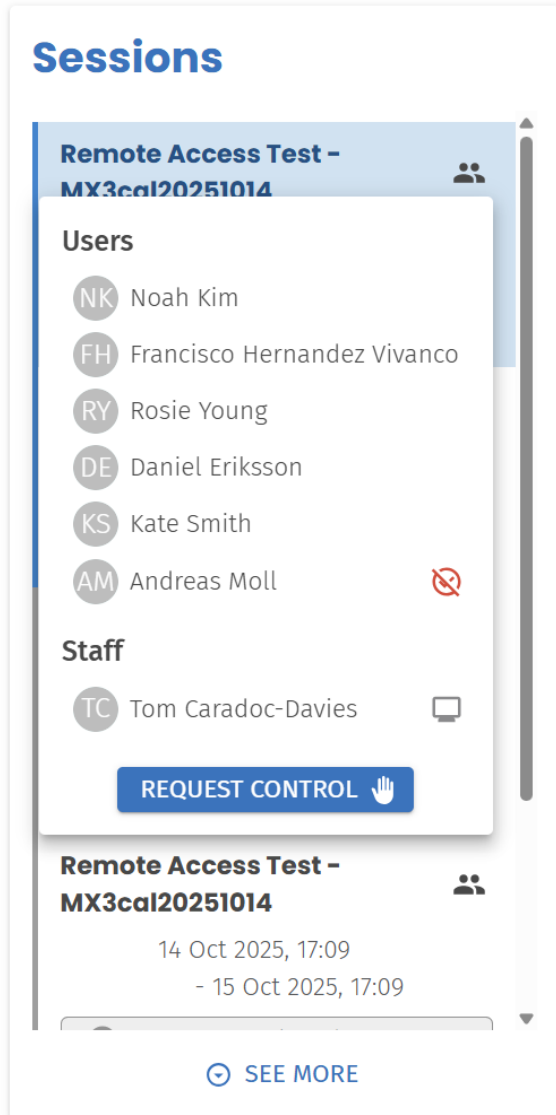 Sessions
Remote Access Test -
MX3cal20251014
Users
NK Noah Kim
FH Francisco Hernandez Vivanco
RY Rosie Young
DE Daniel Eriksson
KS Kate Smith
AM Andreas Moll
Staff
TC Tom Caradoc-Davies
REQUEST CONTROL
Remote Access Test -
MX3cal20251014
14 Oct 2025, 17:09
- 15 Oct 2025, 17:09
SEE MORE